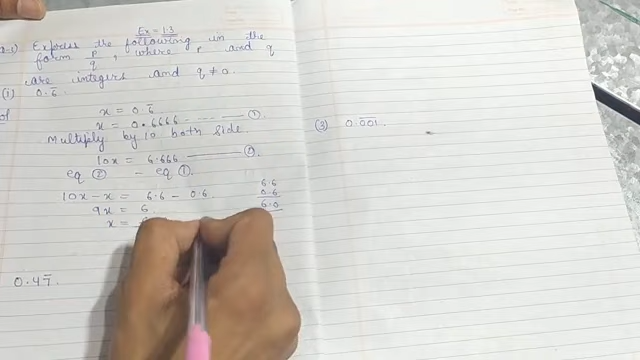 Ex = 1.3
Express the following in the
form p/q, where p and q
are integers and q ≠ 0.
(i) 0.6̅
x = 0.6̅
x = 0.6666 ---- --- ①.
Multiply by 10 both side.
10x = 6.666 ——— ②.
eq ② - eq ①.
10x - x = 6.6 - 0.6.
9x = 6.
x =
6.6
0.6
6.0
0.47̅.
(3) 0.0̅0̅1̅.